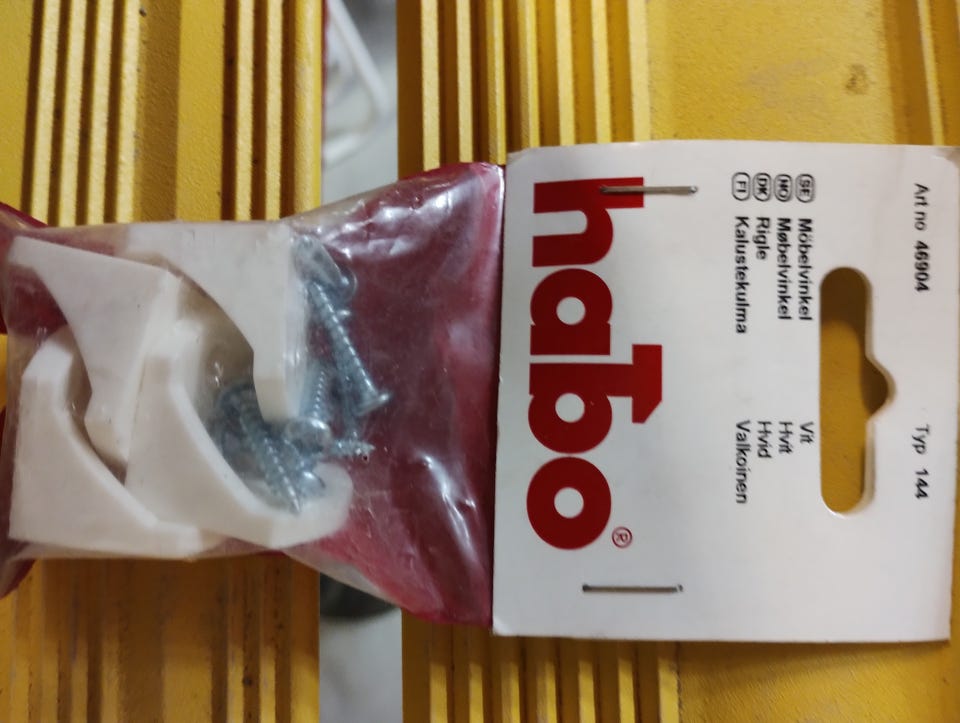 Art no 46904 Typ 144
SE Möbelvinkel Vit
NO Møbelvinkel Hvit
DK Rigle Hvid
FI Kalustekulma Valkoinen
habo®